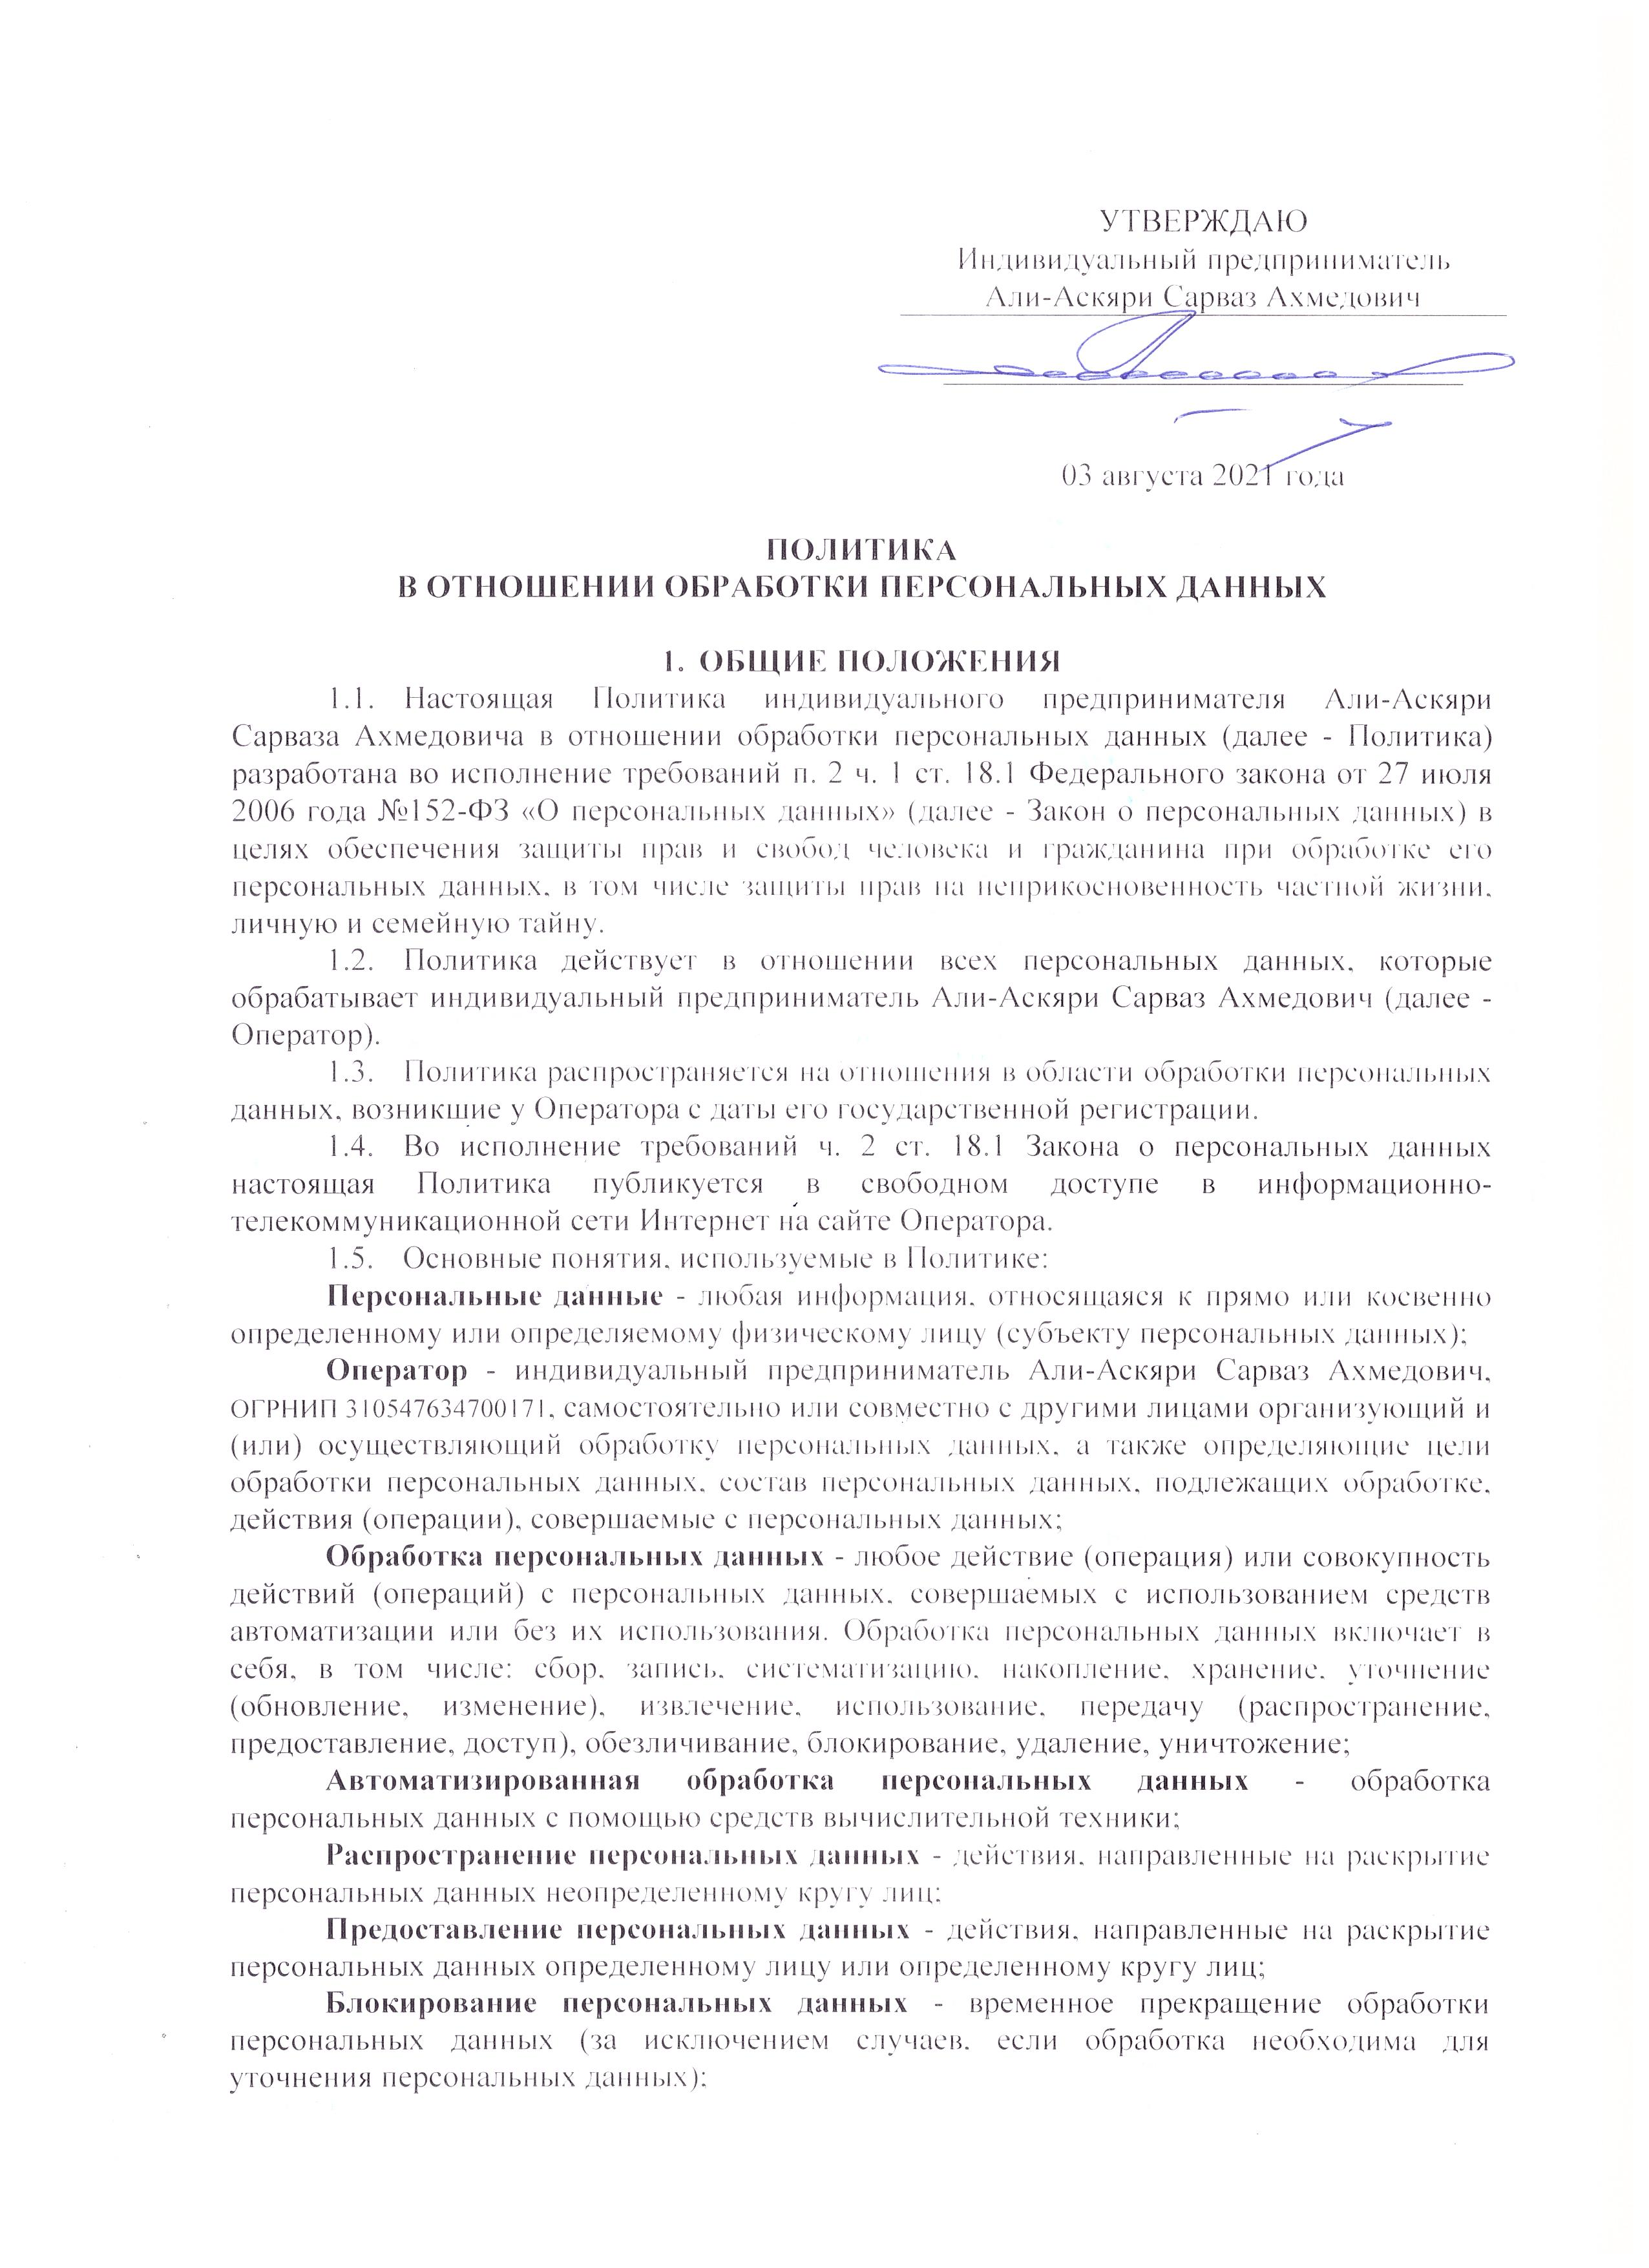 УТВЕРЖДАЮ
Индивидуальный предприниматель
Али-Аскяри Сарваз Ахмедович
03 августа 2021 года
ПОЛИТИКА
В ОТНОШЕНИИ ОБРАБОТКИ ПЕРСОНАЛЬНЫХ ДАННЫХ
1. ОБЩИЕ ПОЛОЖЕНИЯ
1.1. Настоящая Политика индивидуального предпринимателя Али-Аскяри
Сарваза Ахмедовича в отношении обработки персональных данных (далее - Политика)
разработана во исполнение требований п. 2 ч. 1 ст. 18.1 Федерального закона от 27 июля
2006 года №152-ФЗ «О персональных данных» (далее - Закон о персональных данных) в
целях обеспечения защиты прав и свобод человека и гражданина при обработке его
персональных данных, в том числе защиты прав на неприкосновенность частной жизни,
личную и семейную тайну.
1.2. Политика действует в отношении всех персональных данных, которые
обрабатывает индивидуальный предприниматель Али-Аскяри Сарваз Ахмедович (далее -
Оператор).
1.3. Политика распространяется на отношения в области обработки персональных
данных, возникшие у Оператора с даты его государственной регистрации.
1.4. Во исполнение требований ч. 2 ст. 18.1 Закона о персональных данных
настоящая Политика публикуется в свободном доступе в информационно-
телекоммуникационной сети Интернет на сайте Оператора.
1.5. Основные понятия, используемые в Политике:
Персональные данные - любая информация, относящаяся к прямо или косвенно
определенному или определяемому физическому лицу (субъекту персональных данных);
Оператор - индивидуальный предприниматель Али-Аскяри Сарваз Ахмедович,
ОГРНИП 310547634700171, самостоятельно или совместно с другими лицами организующий и
(или) осуществляющий обработку персональных данных, а также определяющие цели
обработки персональных данных, состав персональных данных, подлежащих обработке,
действия (операции), совершаемые с персональных данных;
Обработка персональных данных - любое действие (операция) или совокупность
действий (операций) с персональных данных, совершаемых с использованием средств
автоматизации или без их использования. Обработка персональных данных включает в
себя, в том числе: сбор, запись, систематизацию, накопление, хранение, уточнение
(обновление, изменение), извлечение, использование, передачу (распространение,
предоставление, доступ), обезличивание, блокирование, удаление, уничтожение;
Автоматизированная обработка персональных данных - обработка
персональных данных с помощью средств вычислительной техники;
Распространение персональных данных - действия, направленные на раскрытие
персональных данных неопределенному кругу лиц;
Предоставление персональных данных - действия, направленные на раскрытие
персональных данных определенному лицу или определенному кругу лиц;
Блокирование персональных данных - временное прекращение обработки
персональных данных (за исключением случаев, если обработка необходима для
уточнения персональных данных);